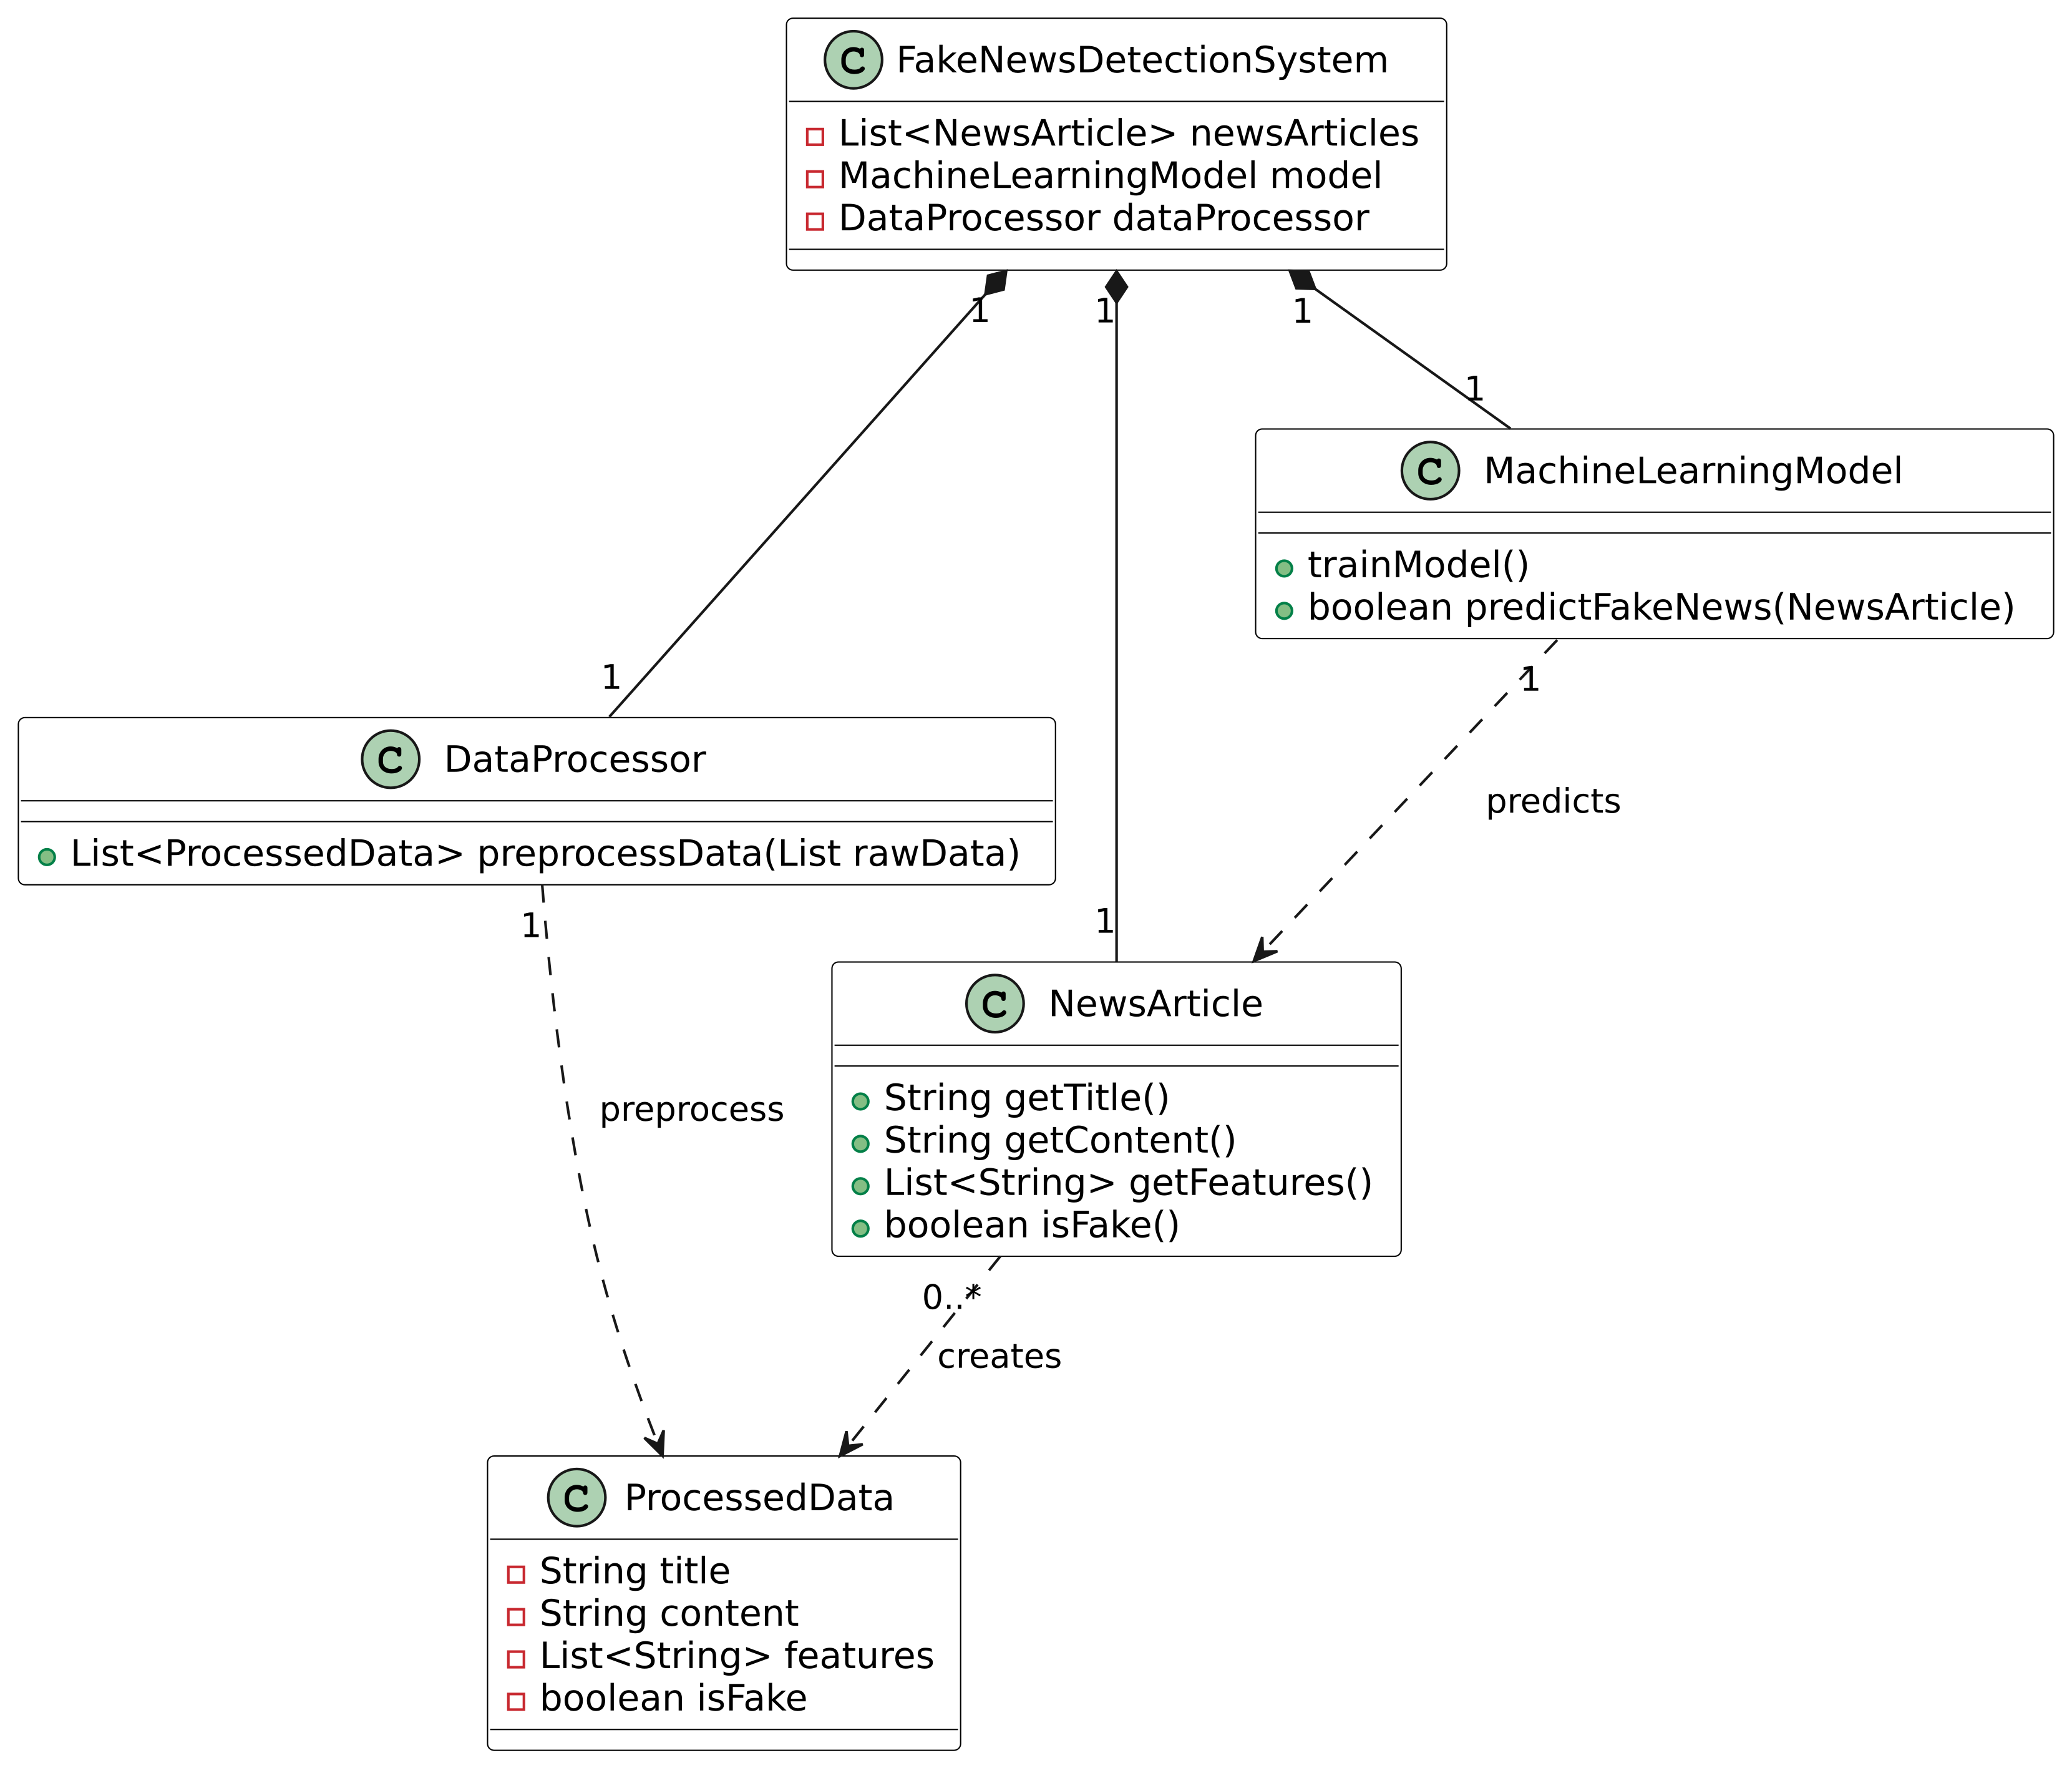 C FakeNewsDetectionSystem
List<NewsArticle> newsArticles
MachineLearningModel model
DataProcessor dataProcessor
1
1
1
1
C MachineLearningModel
trainModel()
boolean predictFakeNews(NewsArticle)
1
1
predicts
C DataProcessor
List<ProcessedData> preprocessData(List rawData)
1
1
C NewsArticle
String getTitle()
String getContent()
List<String> getFeatures()
boolean isFake()
preprocess
0..*
creates
C ProcessedData
String title
String content
List<String> features
boolean isFake